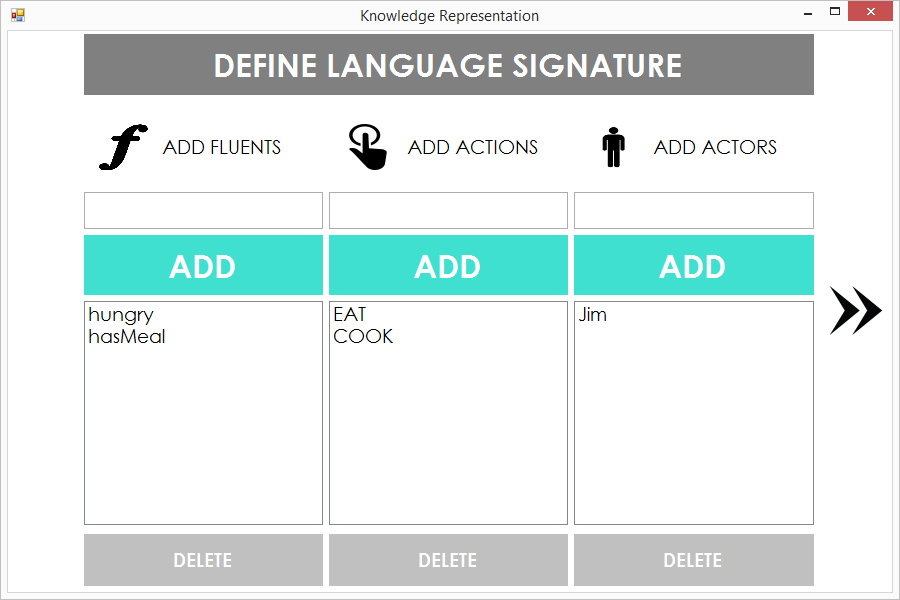 Knowledge Representation
DEFINE LANGUAGE SIGNATURE
ADD FLUENTS
ADD ACTIONS
ADD ACTORS
ADD
ADD
ADD
hungry
hasMeal
EAT
COOK
Jim
DELETE
DELETE
DELETE